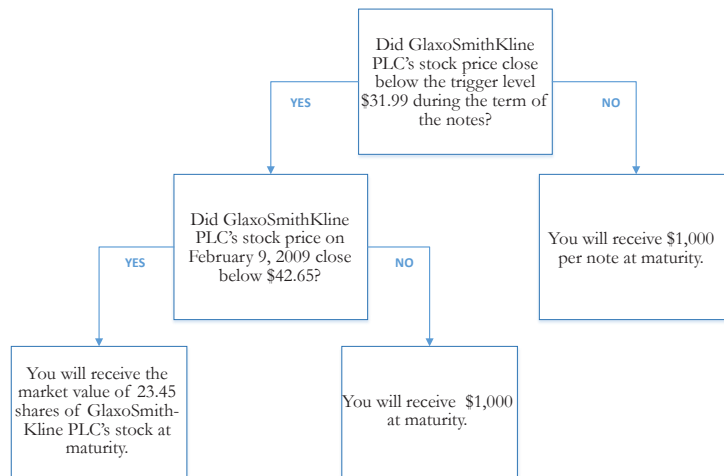 Did GlaxoSmithKline
PLC’s stock price close
below the trigger level
$31.99 during the term of
the notes?
YES
NO
Did GlaxoSmithKline
PLC’s stock price on
February 9, 2009 close
below $42.65?
You will receive $1,000
per note at maturity.
YES
NO
You will receive the
market value of 23.45
shares of GlaxoSmith-
Kline PLC’s stock at
maturity.
You will receive $1,000
at maturity.